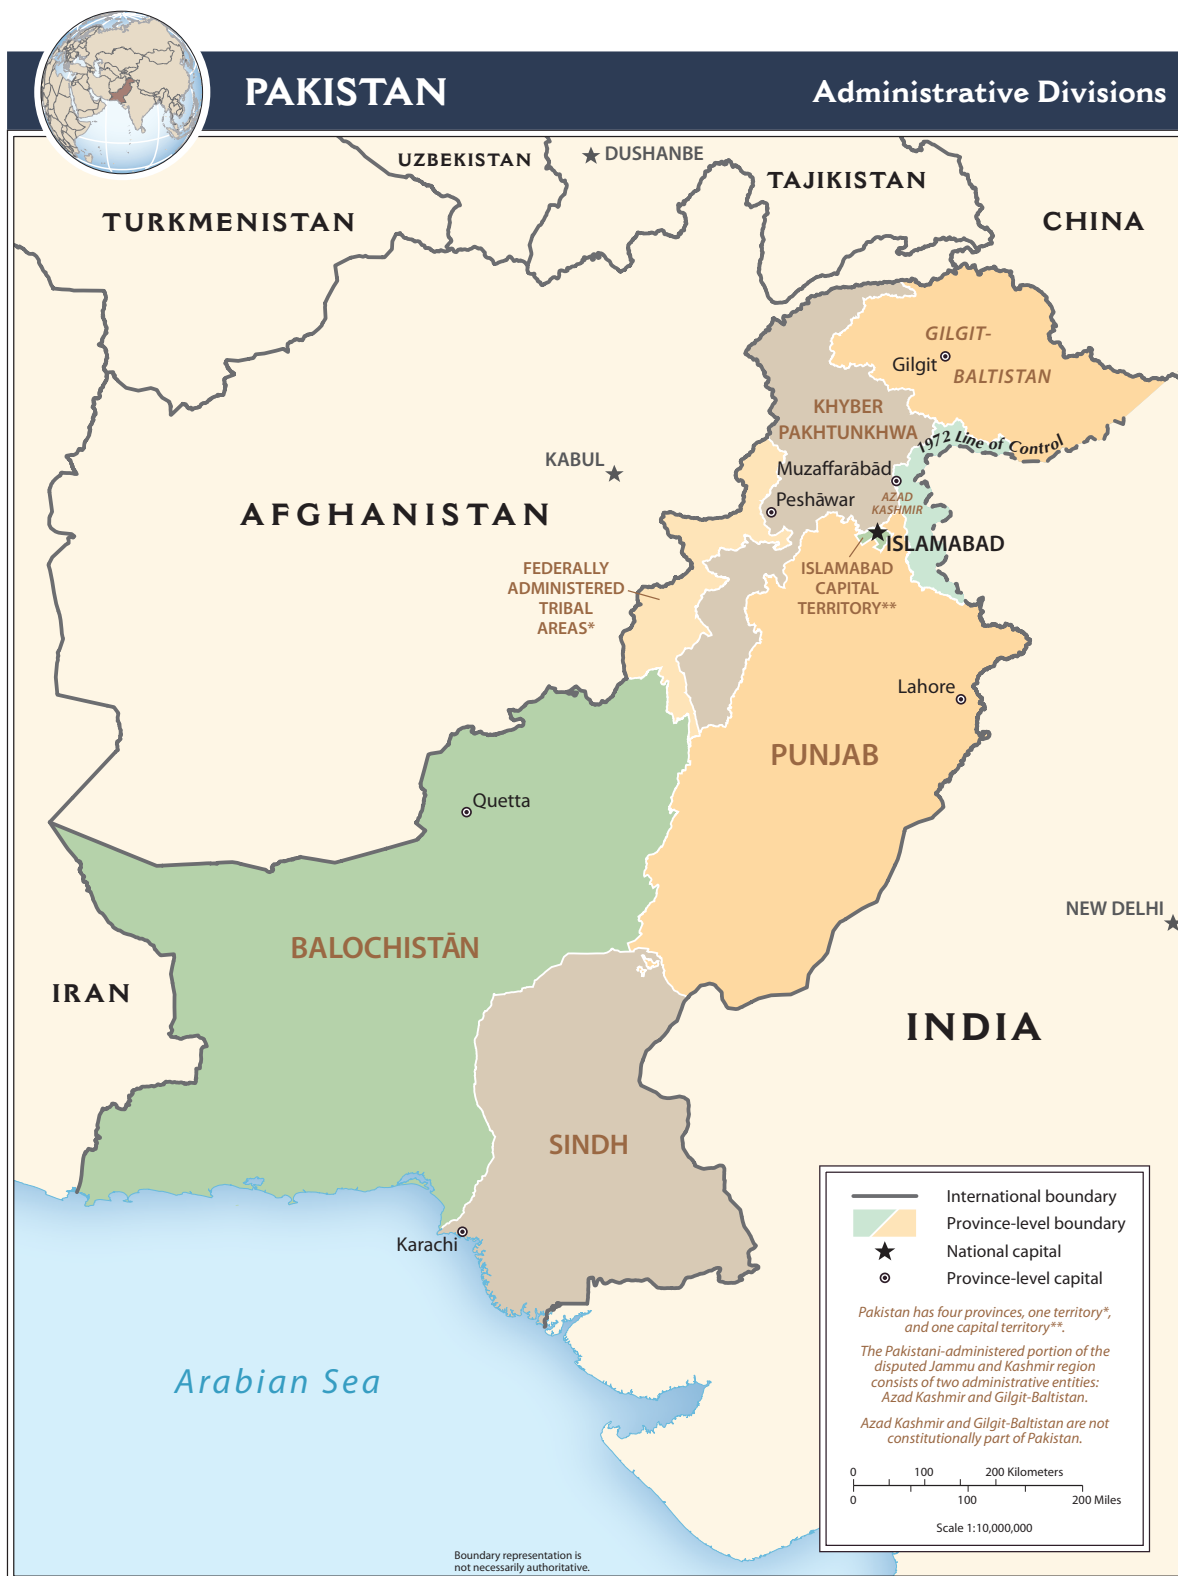 PAKISTAN
Administrative Divisions
UZBEKISTAN
DUSHANBE
TAJIKISTAN
TURKMENISTAN
CHINA
GILGIT-
Gilgit
BALTISTAN
KHYBER
PAKHTUNKHWA
1972 Line of Control
KABUL
Muzaffarābād
Peshāwar
AZAD
KASHMIR
AFGHANISTAN
ISLAMABAD
FEDERALLY
ADMINISTERED
TRIBAL
AREAS*
ISLAMABAD
CAPITAL
TERRITORY**
Lahore
PUNJAB
Quetta
NEW DELHI
BALOCHISTĀN
IRAN
INDIA
SINDH
Karachi
Arabian Sea
International boundary
Province-level boundary
National capital
Province-level capital
Pakistan has four provinces, one territory*,
and one capital territory**.
The Pakistani-administered portion of the
disputed Jammu and Kashmir region
consists of two administrative entities:
Azad Kashmir and Gilgit-Baltistan.
Azad Kashmir and Gilgit-Baltistan are not
constitutionally part of Pakistan.
0 100 200 Kilometers
0 100 200 Miles
Scale 1:10,000,000
Boundary representation is
not necessarily authoritative.